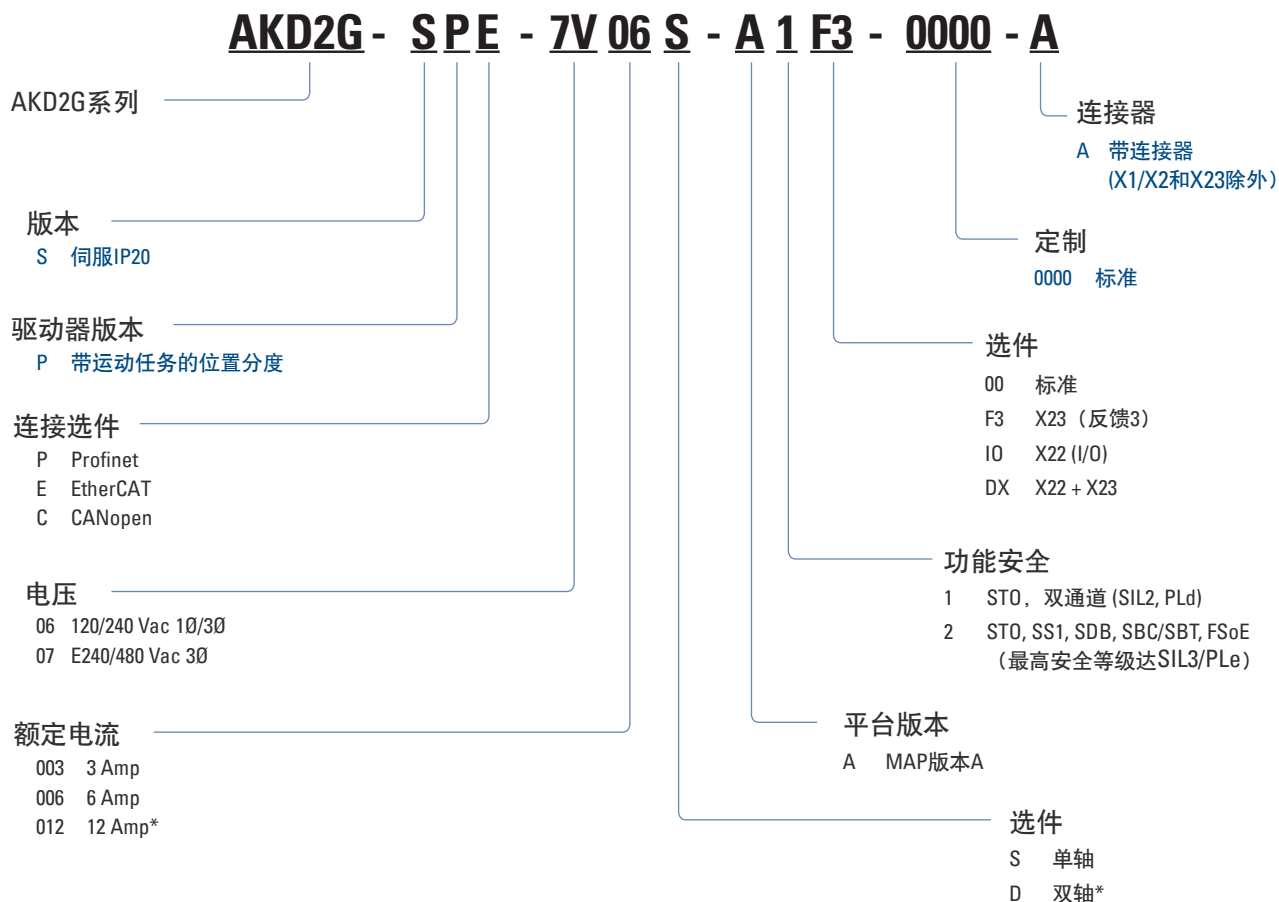 AKD2G - S P E - 7V 06 S - A 1 F3 - 0000 - A
AKD2G系列
版本
S 伺服IP20
驱动器版本
P 带运动任务的位置分度
连接选件
P Profinet
E EtherCAT
C CANopen
电压
06 120/240 Vac 1Ø/3Ø
07 E240/480 Vac 3Ø
额定电流
003 3 Amp
006 6 Amp
012 12 Amp*
连接器
A 带连接器
(X1/X2和X23除外）
定制
0000 标准
选件
00 标准
F3 X23（反馈3）
IO X22 (I/O)
DX X22 + X23
功能安全
1 STO，双通道 (SIL2, PLd)
2 STO, SS1, SDB, SBC/SBT, FSoE
（最高安全等级达SIL3/PLe）
平台版本
A MAP版本A
选件
S 单轴
D 双轴*